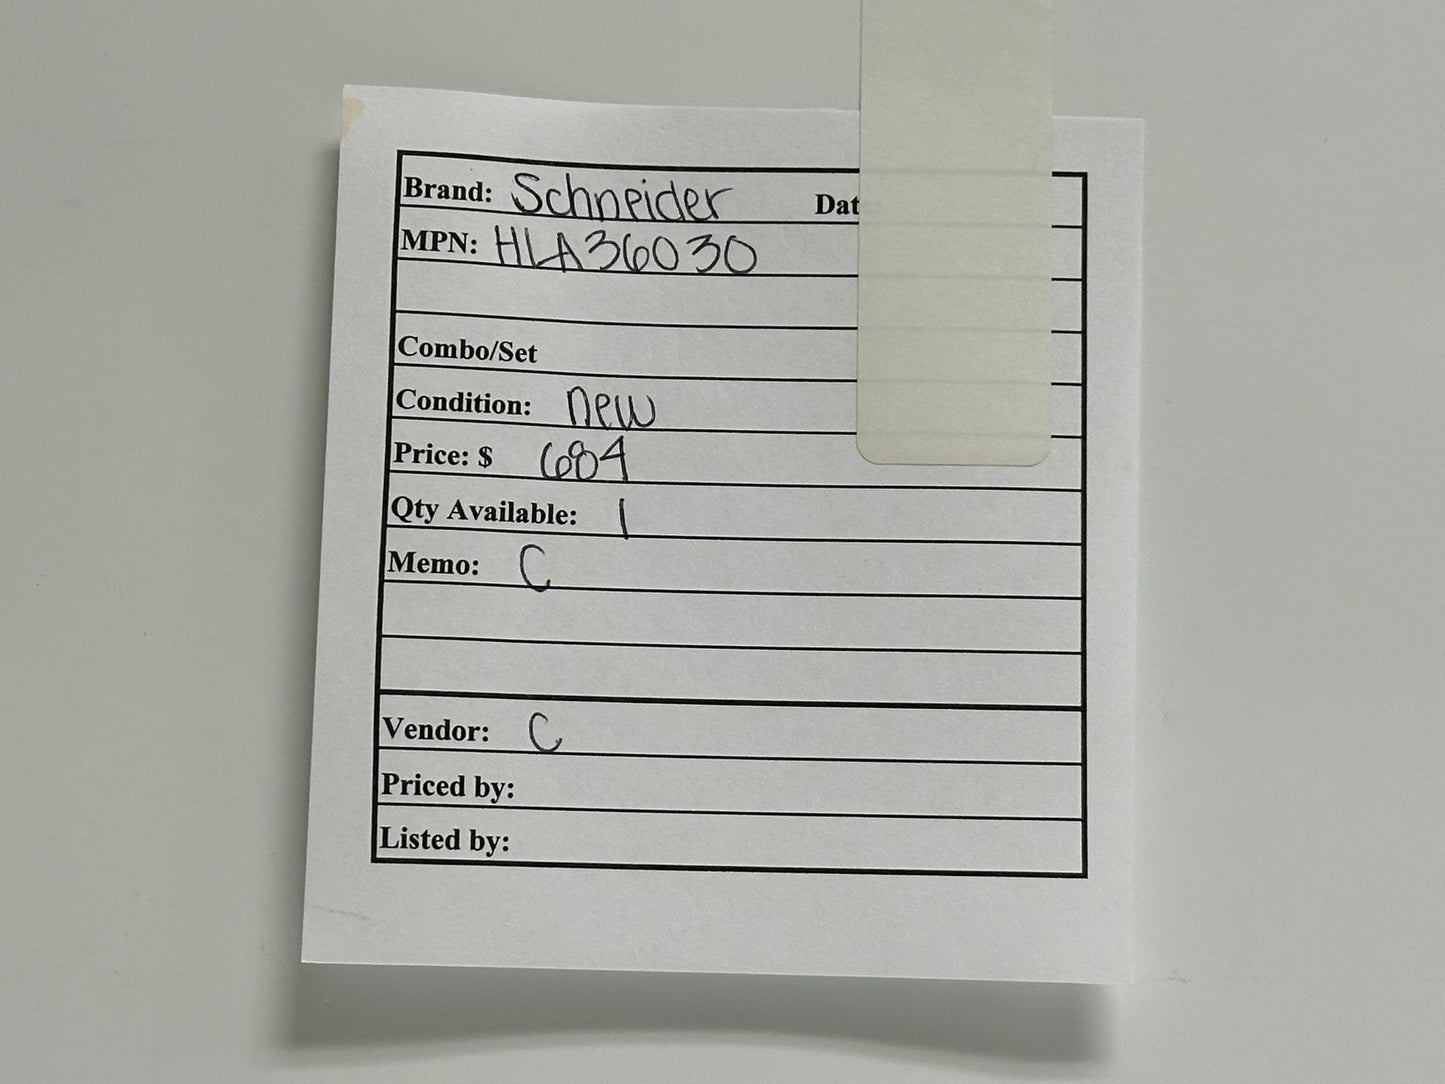 Brand: Schneider Dat
MPN: HLA36030
Combo/Set
Condition: new
Price: $ 684
Qty Available: 1
Memo: C
Vendor: C
Priced by:
Listed by: